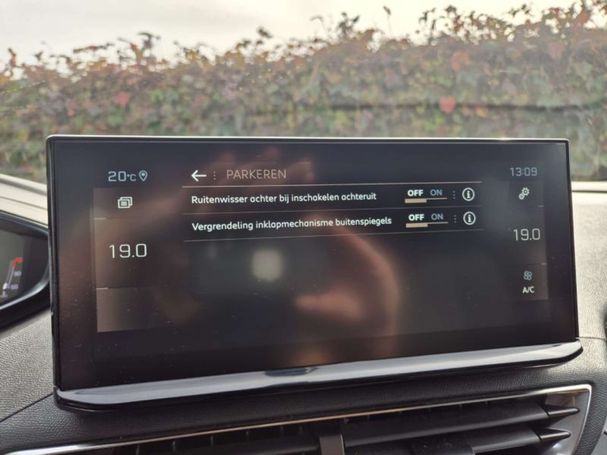 20°C
PARKEREN
13:09
Ruitenwisser achter bij inschakelen achteruit OFF ON
Vergrendeling inklapmechanisme buitenspiegels OFF ON
19.0
19.0
A/C